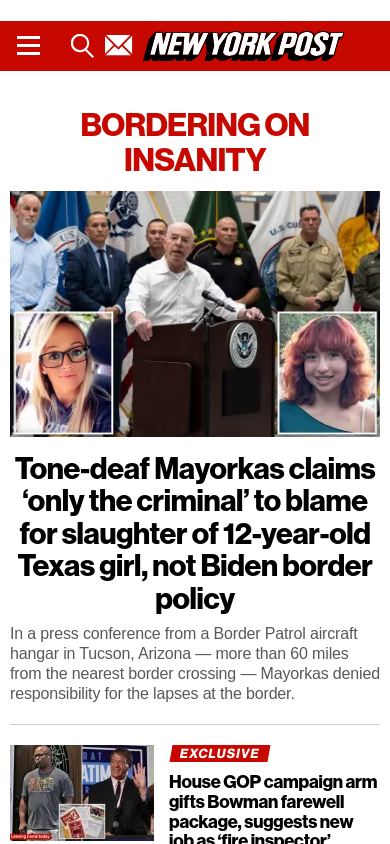 NEW YORK POST
BORDERING ON
INSANITY
Tone-deaf Mayorkas claims
‘only the criminal’ to blame
for slaughter of 12-year-old
Texas girl, not Biden border
policy
In a press conference from a Border Patrol aircraft
hangar in Tucson, Arizona — more than 60 miles
from the nearest border crossing — Mayorkas denied
responsibility for the lapses at the border.
EXCLUSIVE
House GOP campaign arm
gifts Bowman farewell
package, suggests new
job as ‘fire inspector’
Leaving home today